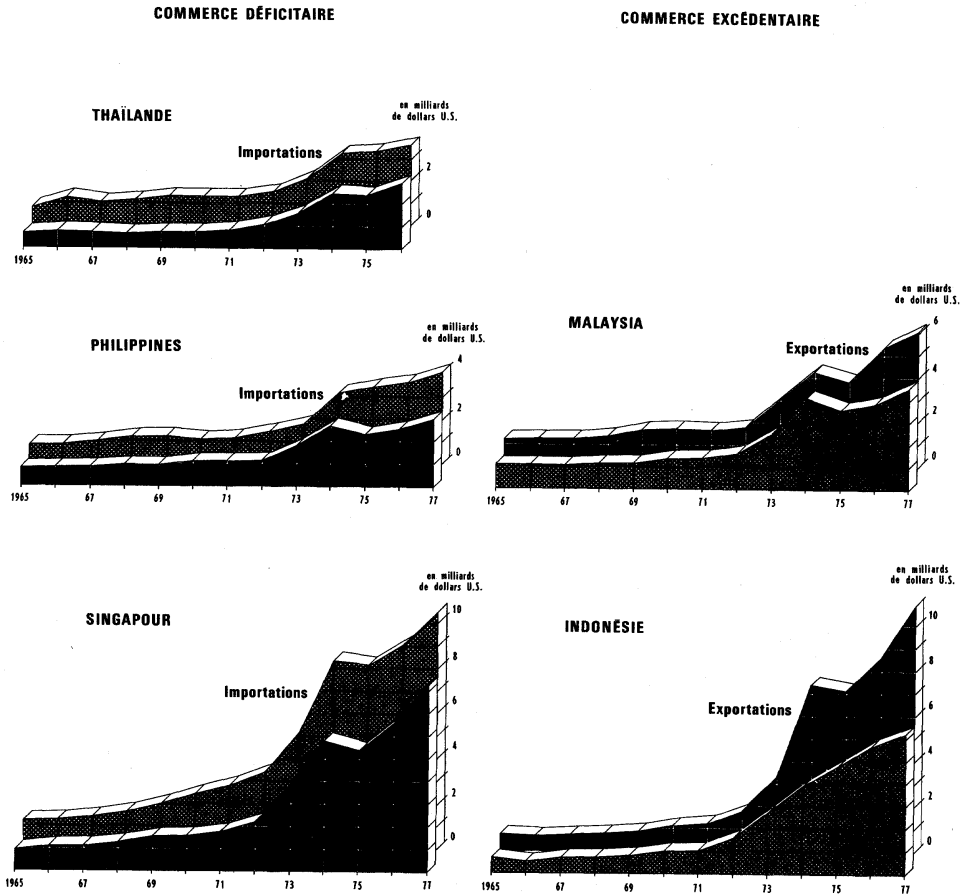 COMMERCE DÉFICITAIRE
COMMERCE EXCÉDENTAIRE
THAÏLANDE
en milliards
de dollars U.S.
Importations
2
0
1965 67 69 71 73 75
PHILIPPINES
en milliards
de dollars U.S.
Importations
4
2
0
1965 67 69 71 73 75 77
MALAYSIA
en milliards
de dollars U.S.
Exportations
6
4
2
0
1965 67 69 71 73 75 77
SINGAPOUR
en milliards
de dollars U.S.
Importations
10
8
6
4
2
0
1965 67 69 71 73 75 77
INDONÉSIE
en milliards
de dollars U.S.
Exportations
10
8
6
4
2
0
1965 67 69 71 73 75 77